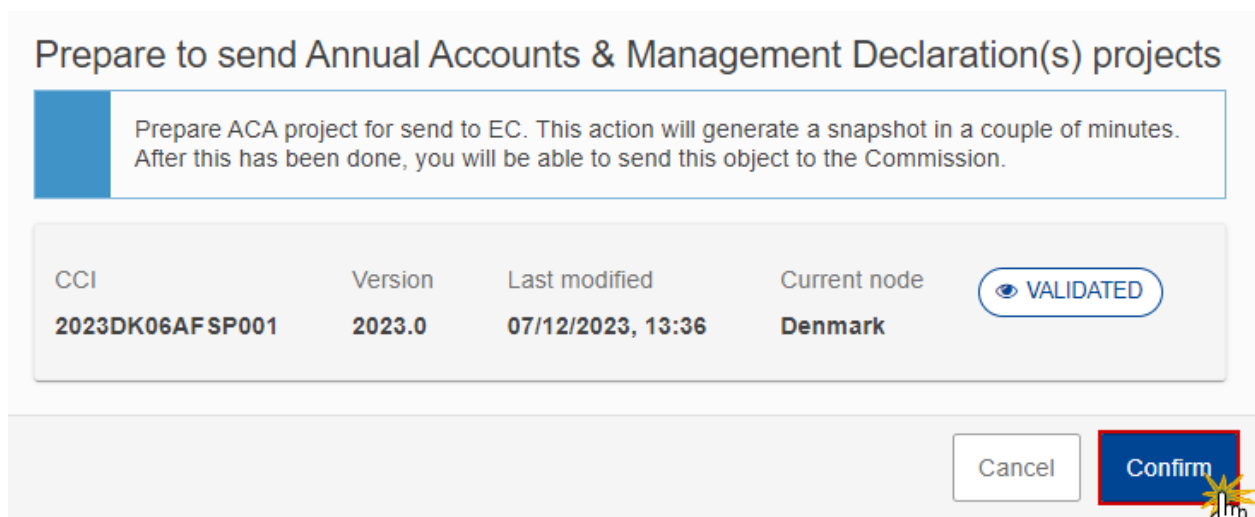 Prepare to send Annual Accounts & Management Declaration(s) projects
Prepare ACA project for send to EC. This action will generate a snapshot in a couple of minutes.
After this has been done, you will be able to send this object to the Commission.
CCI Version Last modified Current node VALIDATED
2023DK06AFSP001 2023.0 07/12/2023, 13:36 Denmark
Cancel Confirm